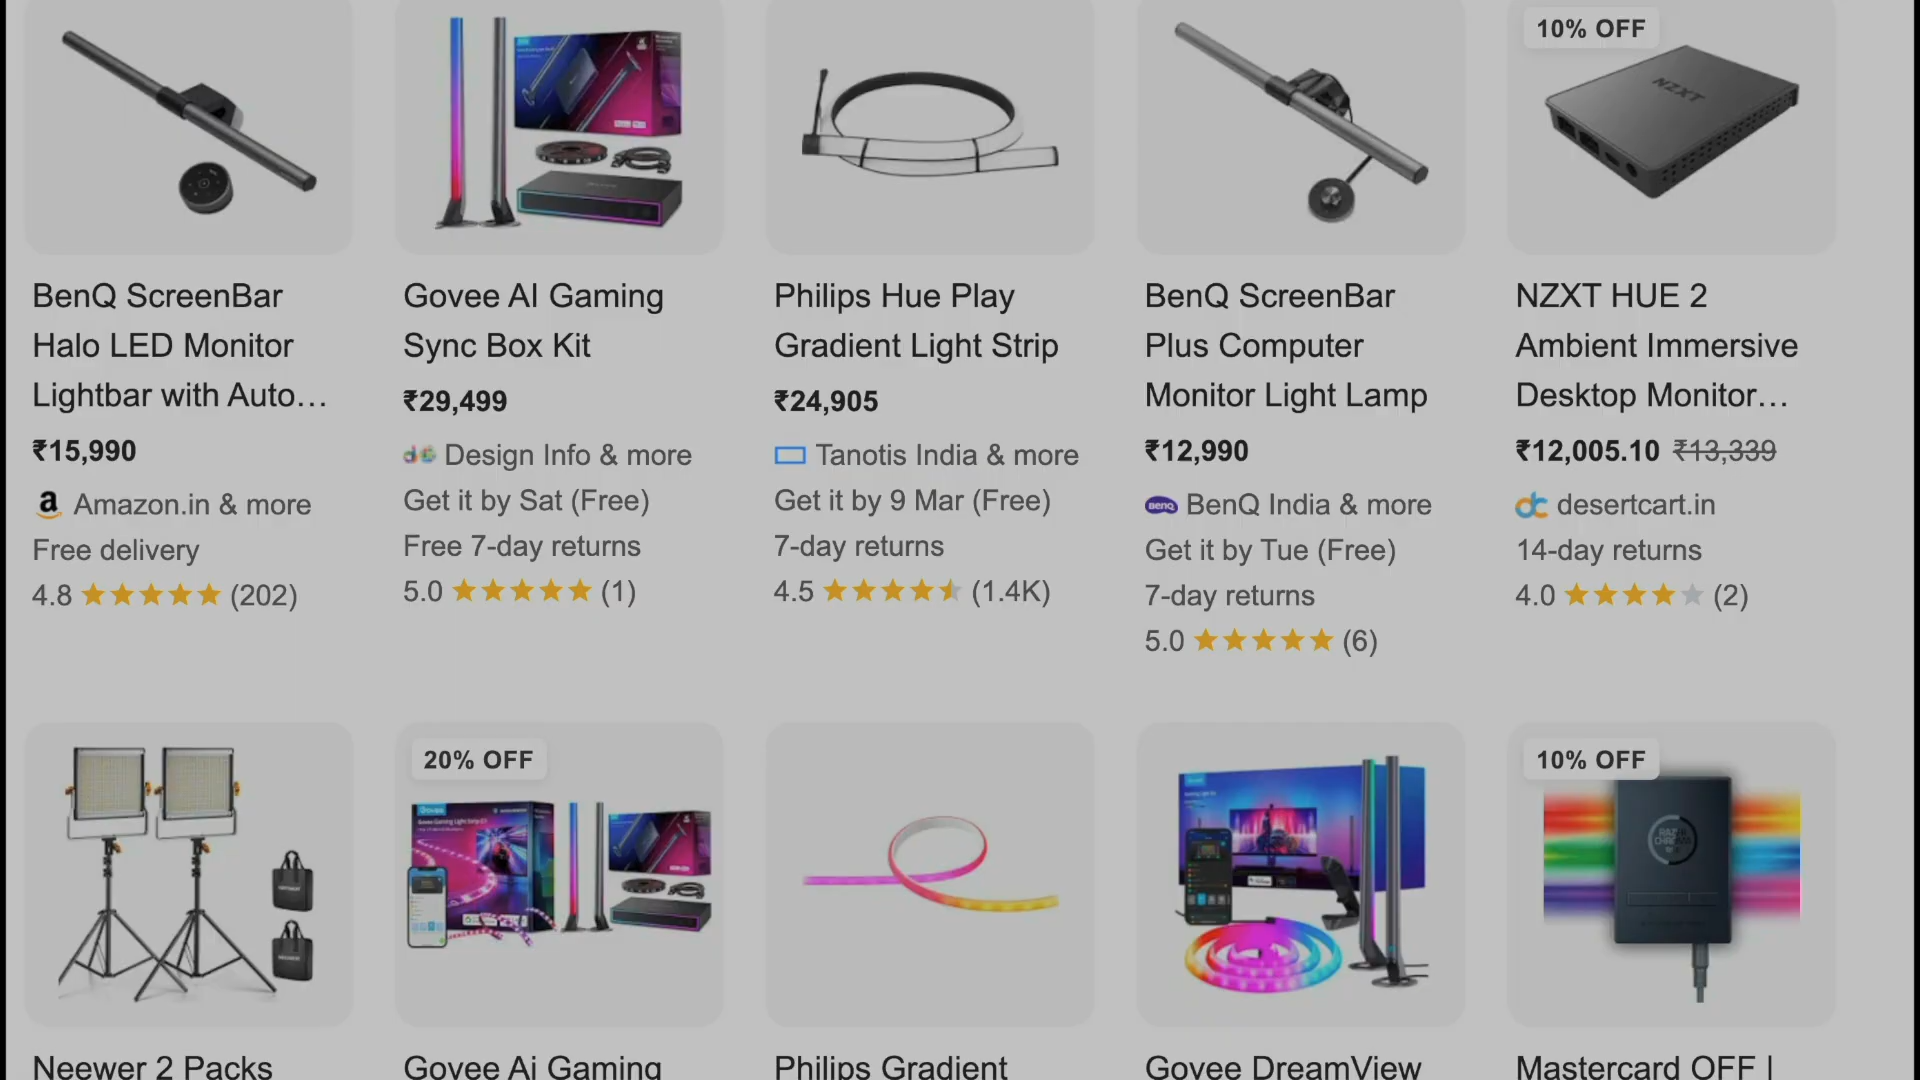 10% OFF
NZXT
BenQ ScreenBar
Halo LED Monitor
Lightbar with Auto...
₹15,990
a Amazon.in & more
Free delivery
4.8 (202)
Govee AI Gaming
Sync Box Kit
₹29,499
Design Info & more
Get it by Sat (Free)
Free 7-day returns
5.0 (1)
Philips Hue Play
Gradient Light Strip
₹24,905
Tanotis India & more
Get it by 9 Mar (Free)
7-day returns
4.5 (1.4K)
BenQ ScreenBar
Plus Computer
Monitor Light Lamp
₹12,990
BenQ BenQ India & more
Get it by Tue (Free)
7-day returns
5.0 (6)
NZXT HUE 2
Ambient Immersive
Desktop Monitor...
₹12,005.10 ₹13,339
dc desertcart.in
14-day returns
4.0 (2)
20% OFF
10% OFF
Neewer 2 Packs
Govee Ai Gaming
Philips Gradient
Govee DreamView
Mastercard OFF |